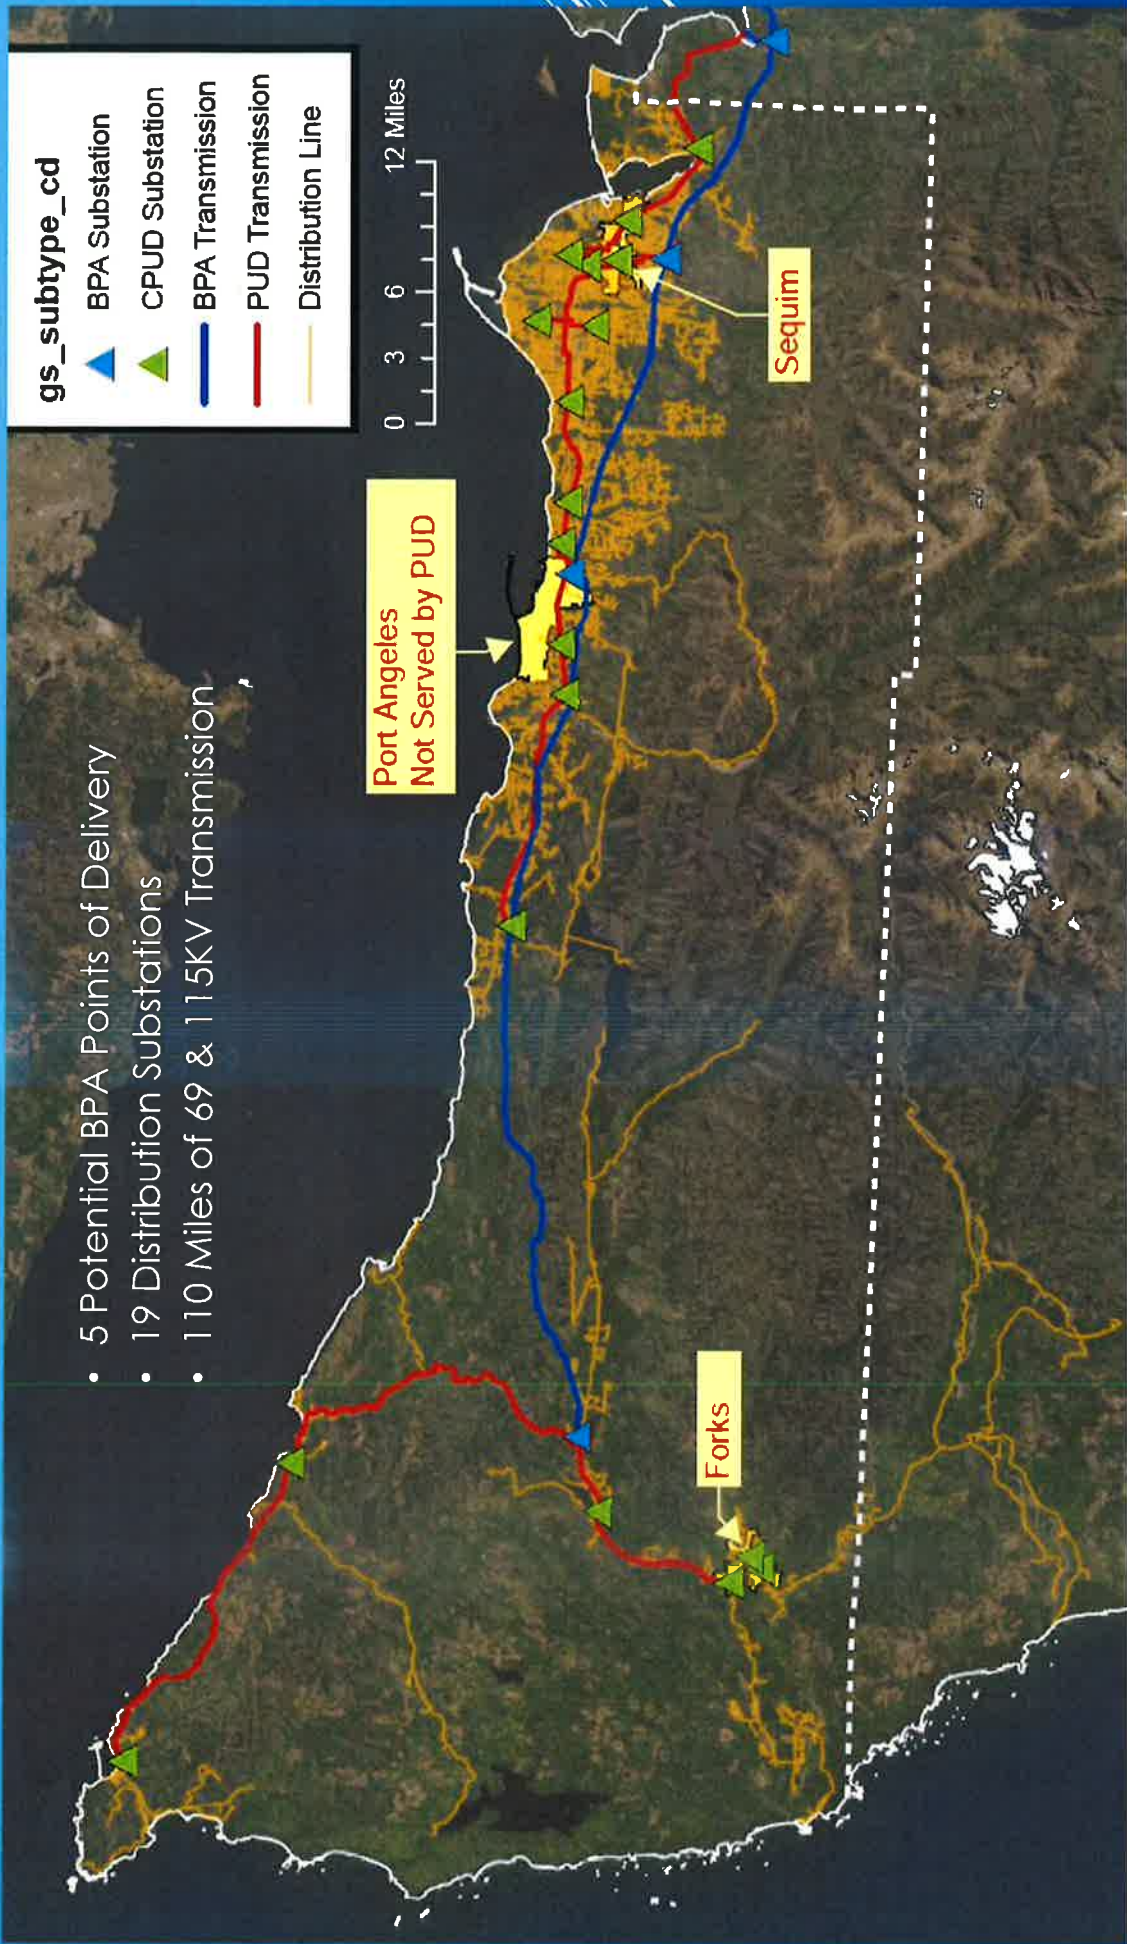 • 5 Potential BPA Points of Delivery
• 19 Distribution Substations
• 110 Miles of 69 & 115KV Transmission
gs_subtype_cd
BPA Substation
CPUD Substation
BPA Transmission
PUD Transmission
Distribution Line
0 3 6 12 Miles
Port Angeles
Not Served by PUD
Sequim
Forks